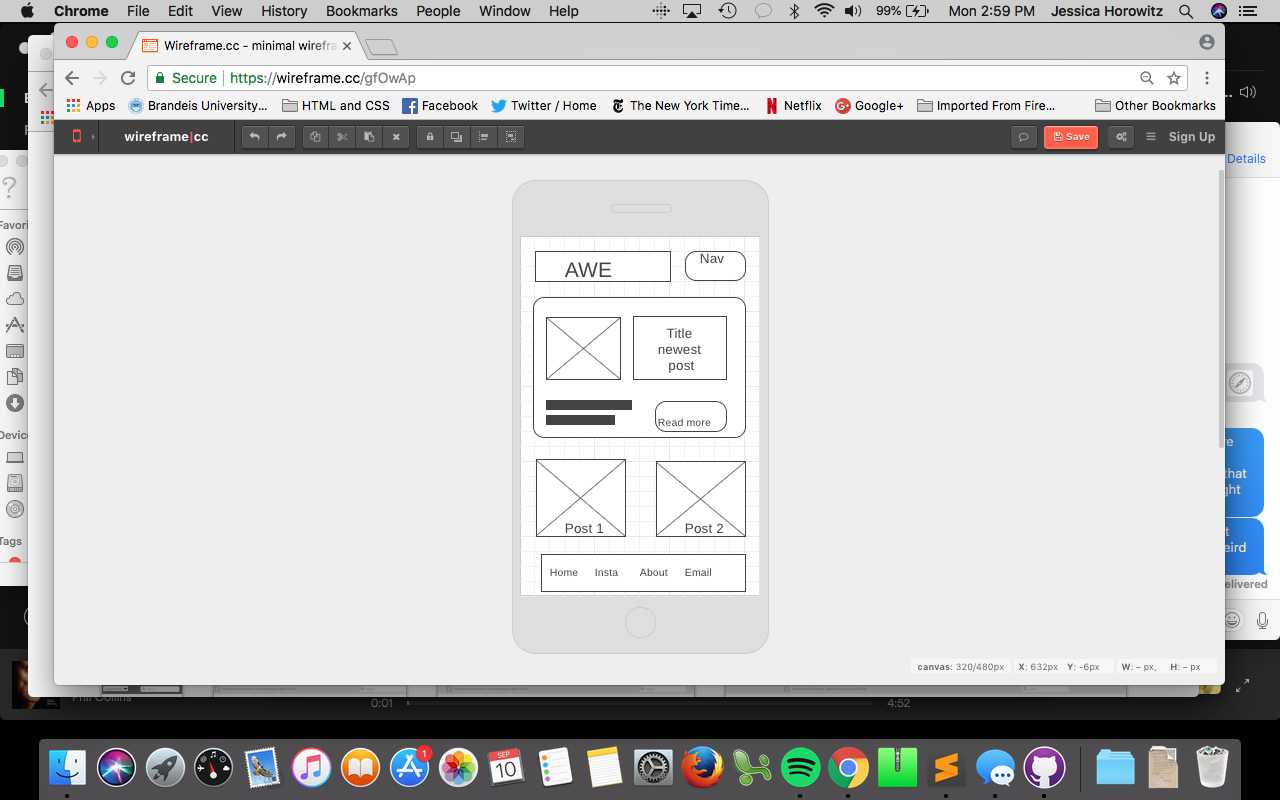 Chrome File Edit View History Bookmarks People Window Help 99% Mon 2:59 PM Jessica Horowitz
Wireframe.cc - minimal wirefra
Secure https://wireframe.cc/gfOwAp
Apps Brandeis University... HTML and CSS Facebook Twitter / Home The New York Time... Netflix Google+ Imported From Fire... Other Bookmarks
wireframe|cc Save Sign Up
Details
Favori
Device
Tags
AWE
Nav
Title
newest
post
Read more
Post 1 Post 2
Home Insta About Email
re
that
ght
t
eird
elivered
canvas: 320/480px X: 632px Y: -6px W: – px, H: – px
Phil Collins
0:01 4:52
1
SEP
10